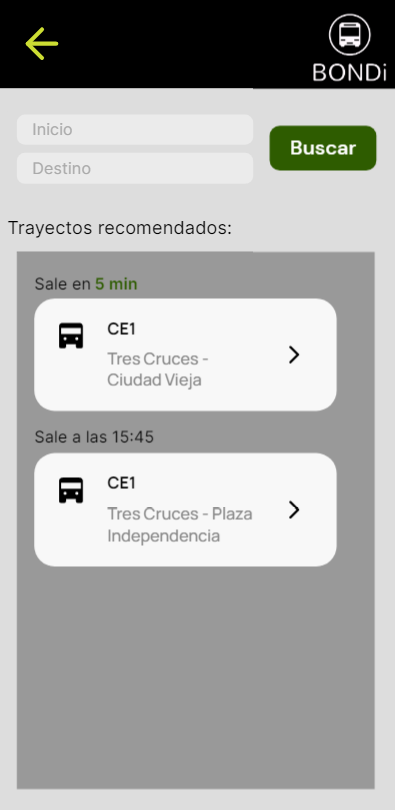 BONDi
Inicio
Buscar
Destino
Trayectos recomendados:
Sale en 5 min
CE1
Tres Cruces -
Ciudad Vieja
Sale a las 15:45
CE1
Tres Cruces - Plaza
Independencia